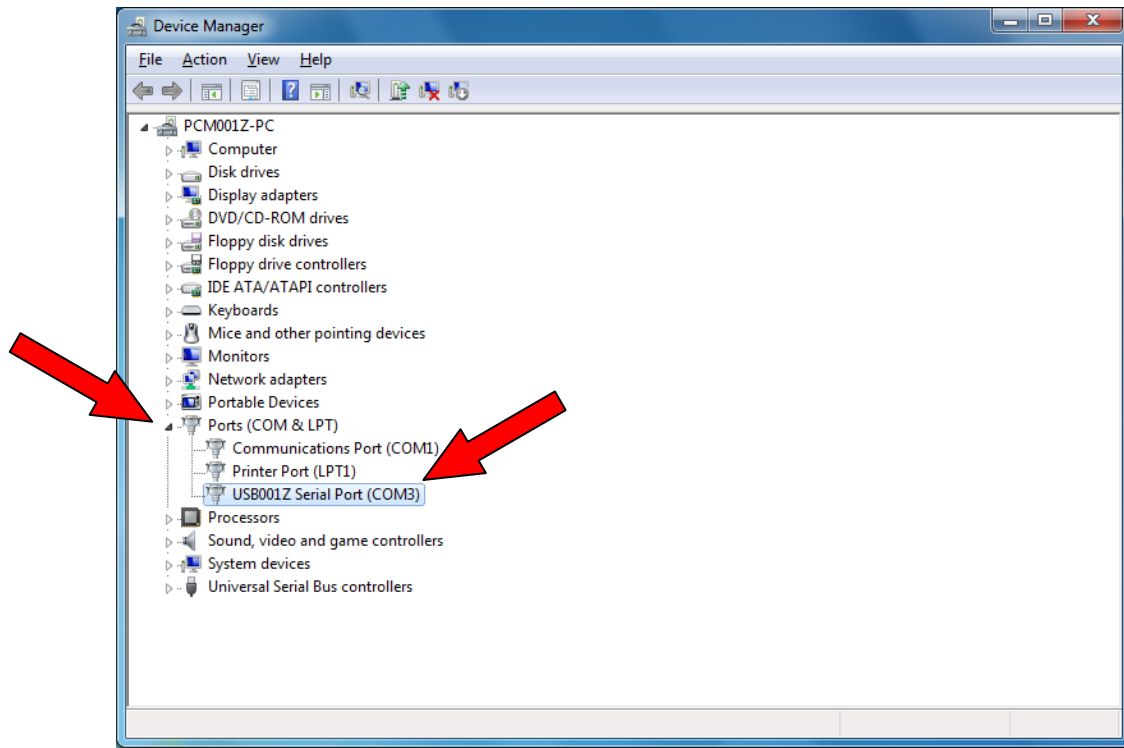 Device Manager
File Action View Help
PCM001Z-PC
Computer
Disk drives
Display adapters
DVD/CD-ROM drives
Floppy disk drives
Floppy drive controllers
IDE ATA/ATAPI controllers
Keyboards
Mice and other pointing devices
Monitors
Network adapters
Portable Devices
Ports (COM & LPT)
Communications Port (COM1)
Printer Port (LPT1)
USB001Z Serial Port (COM3)
Processors
Sound, video and game controllers
System devices
Universal Serial Bus controllers